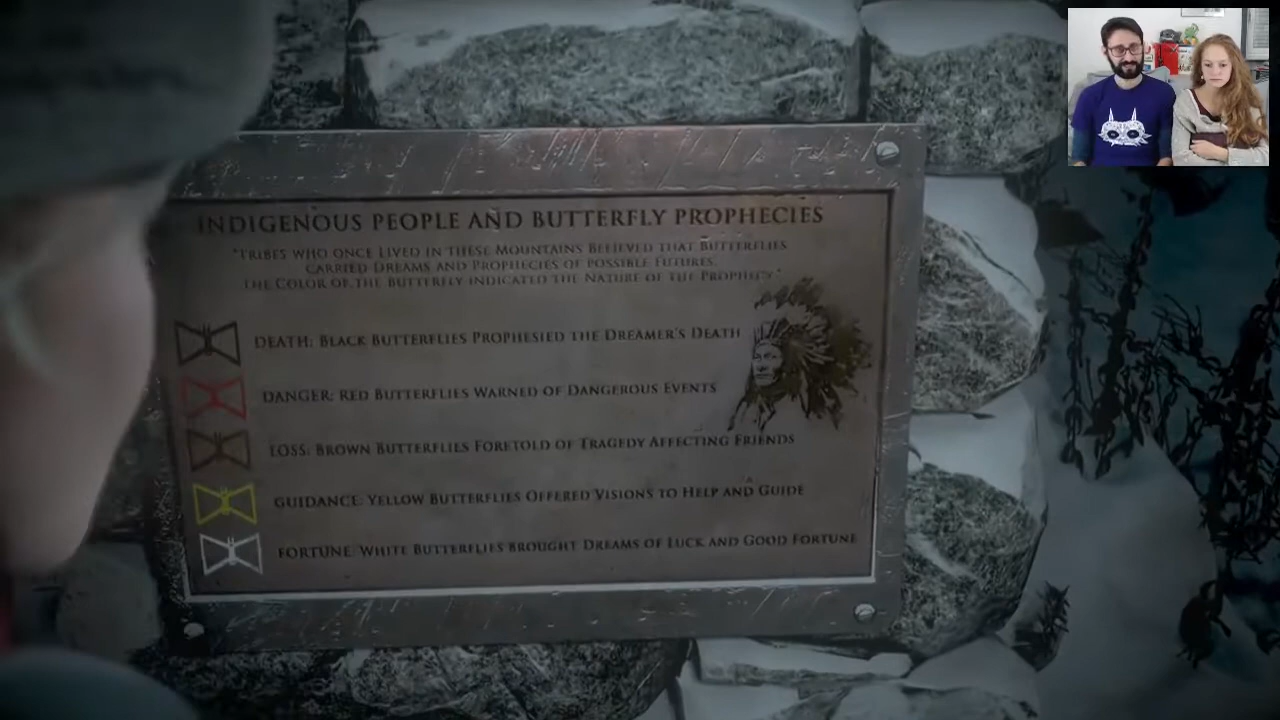 INDIGENOUS PEOPLE AND BUTTERFLY PROPHECIES
"TRIBES WHO ONCE LIVED IN THESE MOUNTAINS BELIEVED THAT BUTTERFLIES
CARRIED DREAMS AND PROPHECIES OF POSSIBLE FUTURES.
THE COLOR OF THE BUTTERFLY INDICATED THE NATURE OF THE PROPHECY."
DEATH: BLACK BUTTERFLIES PROPHESIED THE DREAMER'S DEATH
DANGER: RED BUTTERFLIES WARNED OF DANGEROUS EVENTS
LOSS: BROWN BUTTERFLIES FORETOLD OF TRAGEDY AFFECTING FRIENDS
GUIDANCE: YELLOW BUTTERFLIES OFFERED VISIONS TO HELP AND GUIDE
FORTUNE: WHITE BUTTERFLIES BROUGHT DREAMS OF LUCK AND GOOD FORTUNE